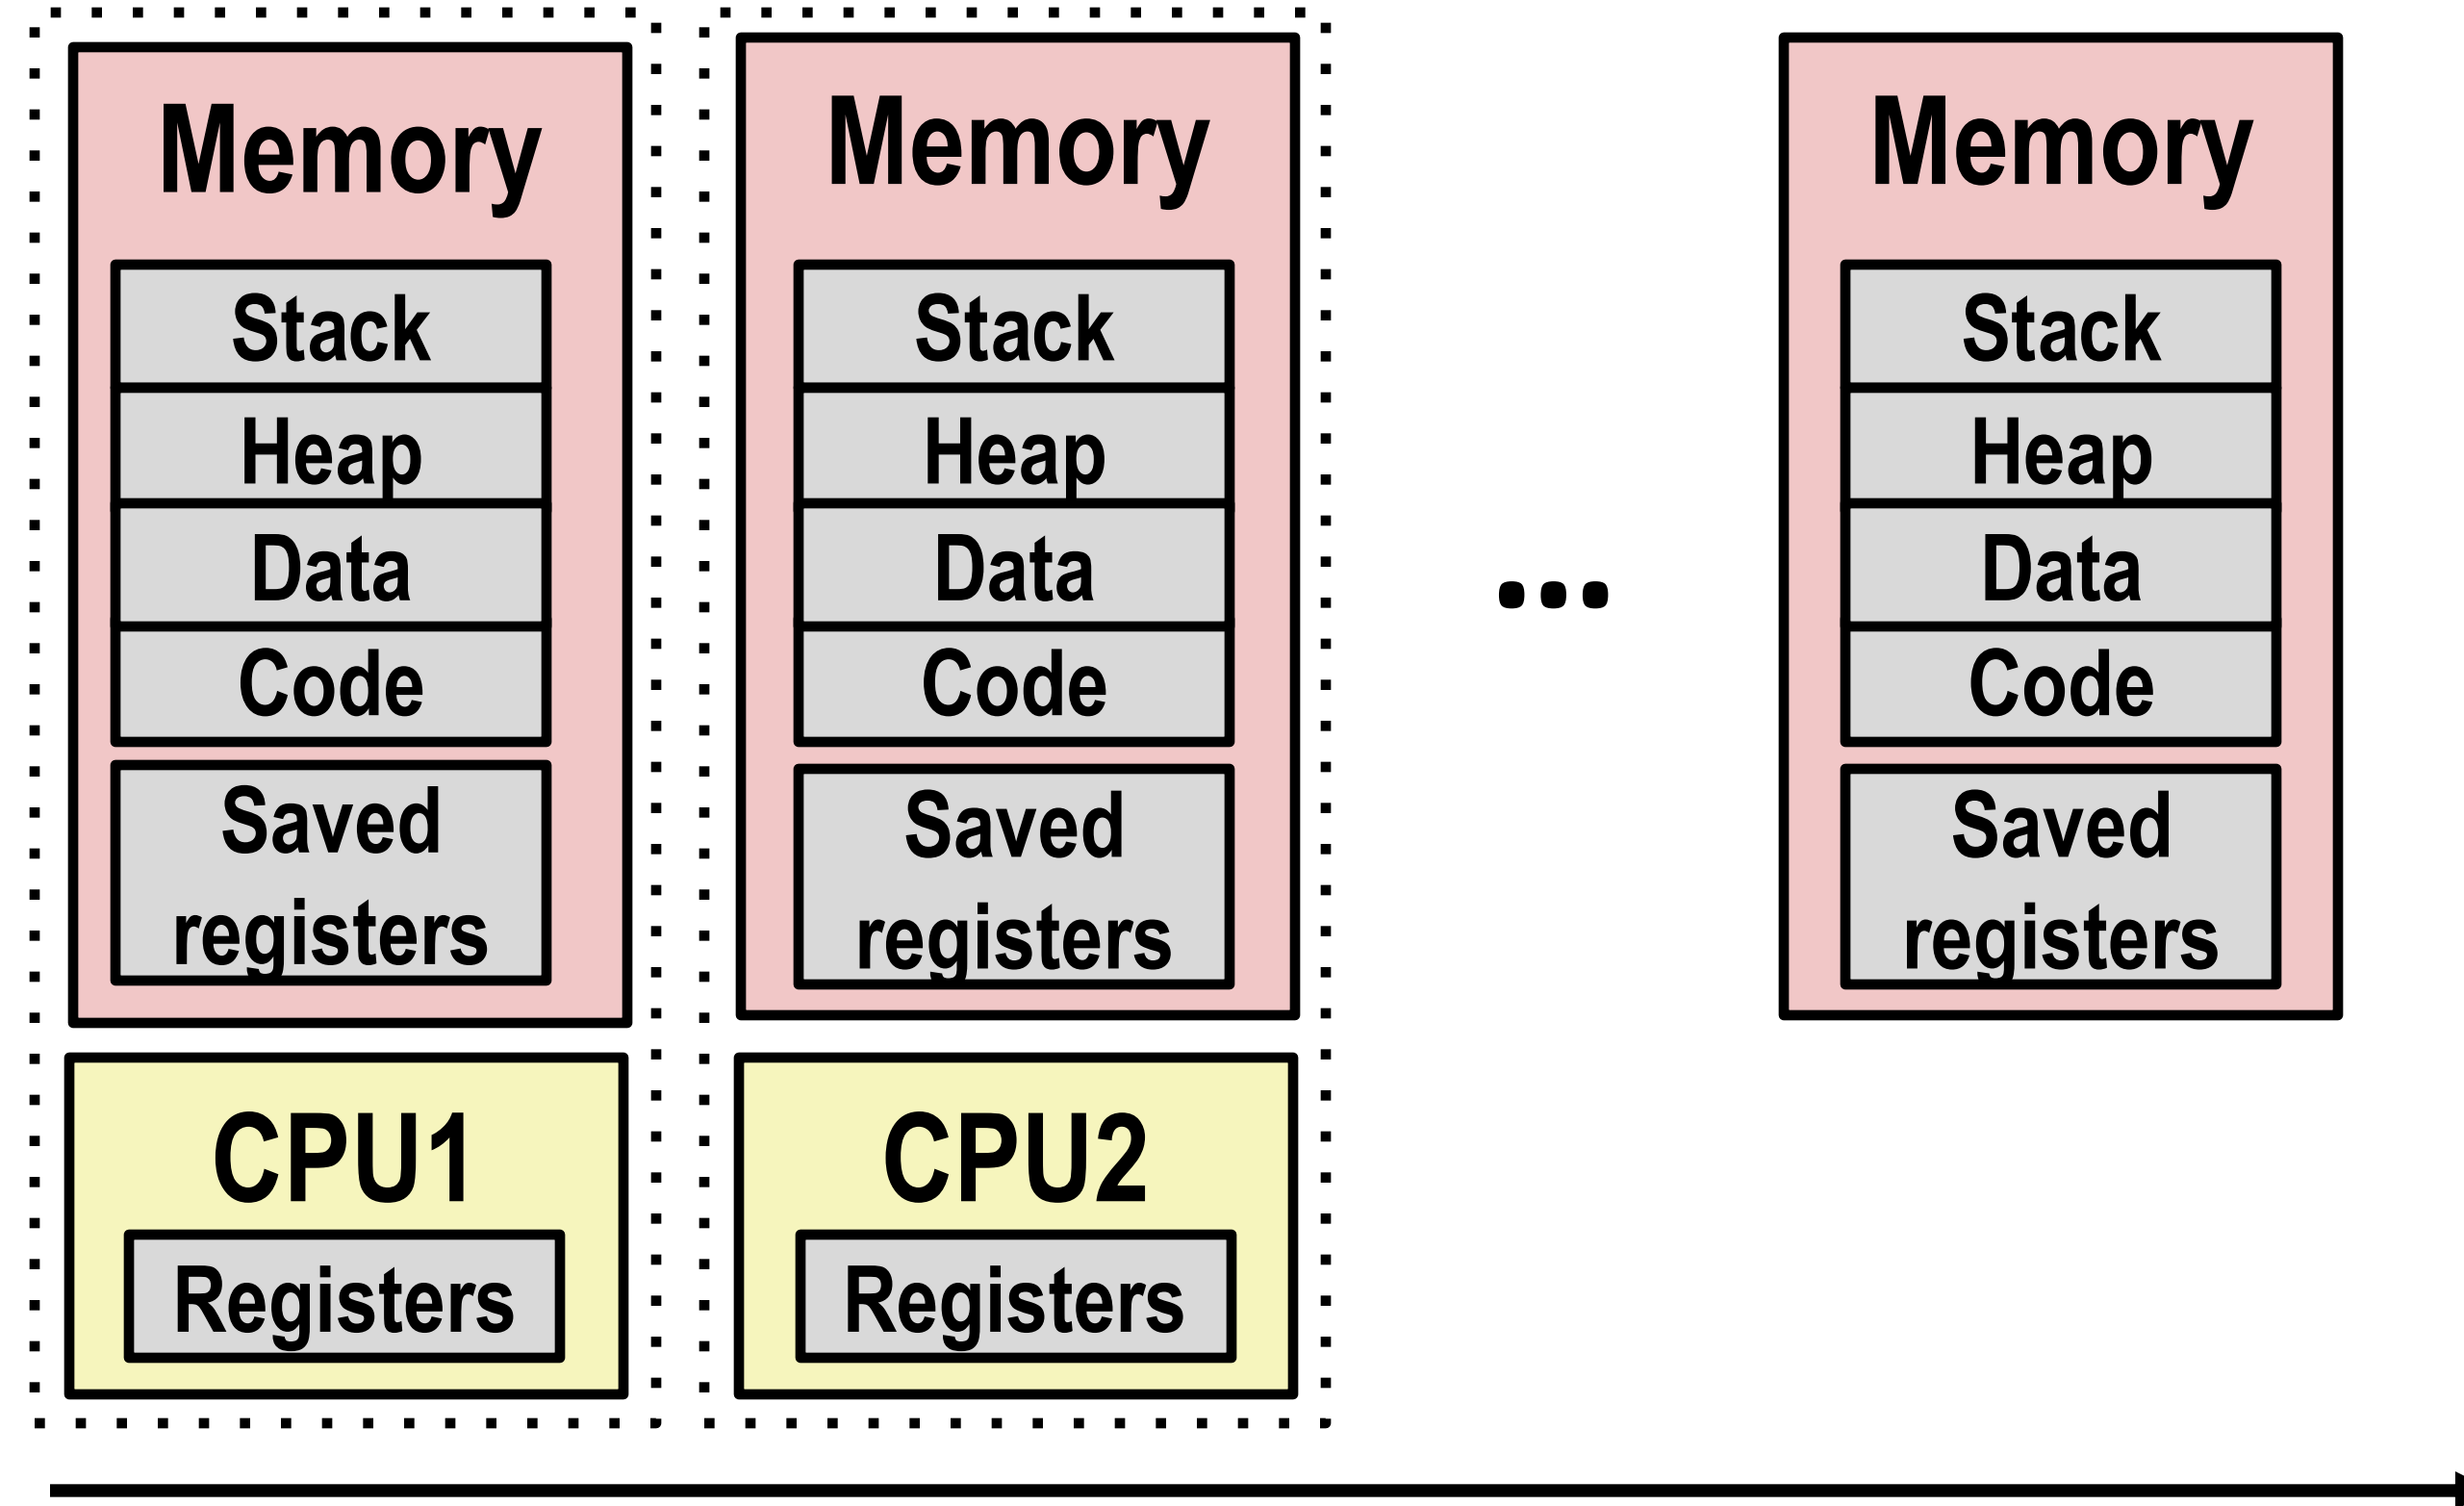 Memory
Stack
Heap
Data
Code
Saved
registers
CPU1
Registers
Memory
Stack
Heap
Data
Code
Saved
registers
CPU2
Registers
...
Memory
Stack
Heap
Data
Code
Saved
registers